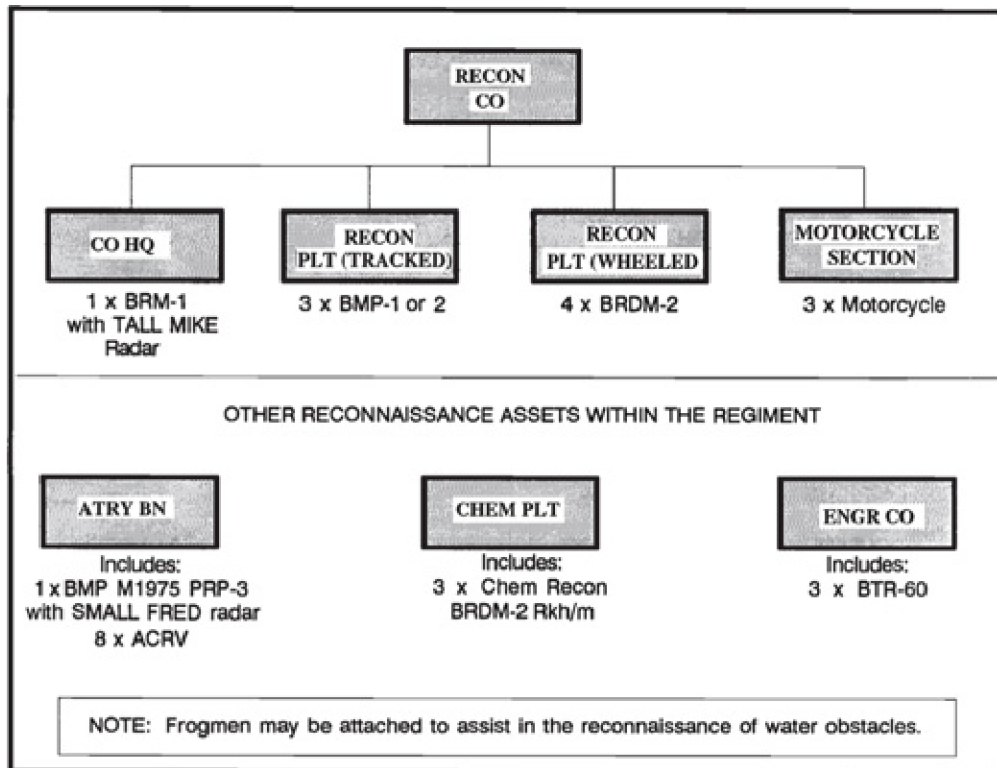 RECON
CO
CO HQ
1 x BRM-1
with TALL MIKE
Radar
RECON
PLT (TRACKED)
3 x BMP-1 or 2
RECON
PLT (WHEELED
4 x BRDM-2
MOTORCYCLE
SECTION
3 x Motorcycle
OTHER RECONNAISSANCE ASSETS WITHIN THE REGIMENT
ATRY BN
Includes:
1 x BMP M1975 PRP-3
with SMALL FRED radar
8 x ACRV
CHEM PLT
Includes:
3 x Chem Recon
BRDM-2 Rkh/m
ENGR CO
Includes:
3 x BTR-60
NOTE: Frogmen may be attached to assist in the reconnaissance of water obstacles.